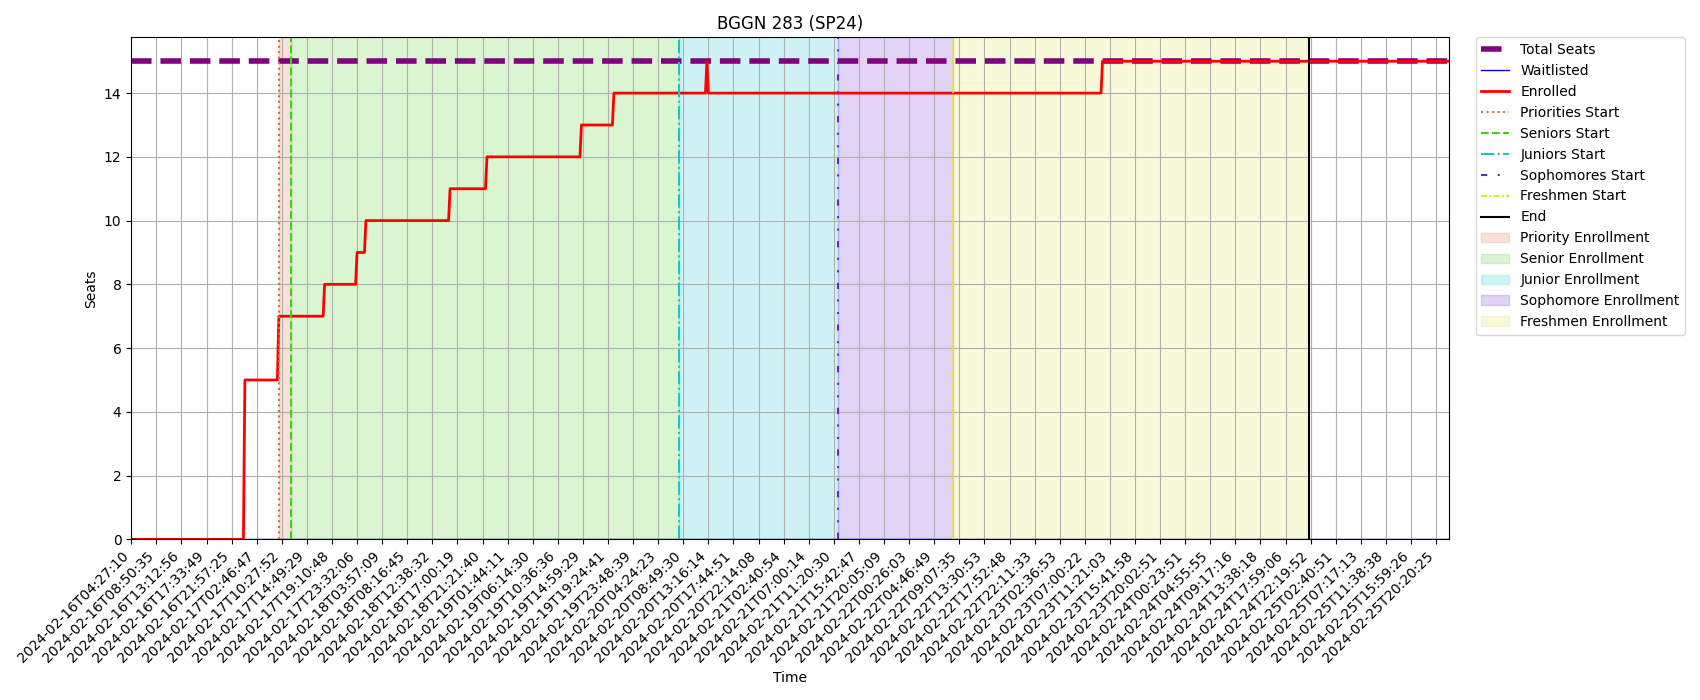 BGGN 283 (SP24)
Seats
14
12
10
8
6
4
2
0
2024-02-16T04:27:10
2024-02-16T08:50:35
2024-02-16T13:12:56
2024-02-16T17:33:49
2024-02-16T21:57:25
2024-02-17T02:46:47
2024-02-17T10:27:52
2024-02-17T14:49:29
2024-02-17T19:10:48
2024-02-17T23:32:06
2024-02-18T03:57:09
2024-02-18T08:16:45
2024-02-18T12:38:32
2024-02-18T17:00:19
2024-02-18T21:21:40
2024-02-19T01:44:11
2024-02-19T06:14:30
2024-02-19T10:36:36
2024-02-19T14:59:29
2024-02-19T19:24:41
2024-02-19T23:48:39
2024-02-20T04:24:23
2024-02-20T08:49:30
2024-02-20T13:16:14
2024-02-20T17:44:51
2024-02-20T22:14:08
2024-02-21T02:40:54
2024-02-21T07:00:14
2024-02-21T11:20:30
2024-02-21T15:42:47
2024-02-21T20:05:09
2024-02-22T00:26:03
2024-02-22T04:46:49
2024-02-22T09:07:35
2024-02-22T13:30:53
2024-02-22T17:52:48
2024-02-22T22:11:33
2024-02-23T02:36:53
2024-02-23T07:00:22
2024-02-23T11:21:03
2024-02-23T15:41:58
2024-02-23T20:02:51
2024-02-24T00:23:51
2024-02-24T04:55:55
2024-02-24T09:17:16
2024-02-24T13:38:18
2024-02-24T17:59:06
2024-02-24T22:19:52
2024-02-25T02:40:51
2024-02-25T07:17:13
2024-02-25T11:38:38
2024-02-25T15:59:26
2024-02-25T20:20:25
Time
Total Seats
Waitlisted
Enrolled
Priorities Start
Seniors Start
Juniors Start
Sophomores Start
Freshmen Start
End
Priority Enrollment
Senior Enrollment
Junior Enrollment
Sophomore Enrollment
Freshmen Enrollment